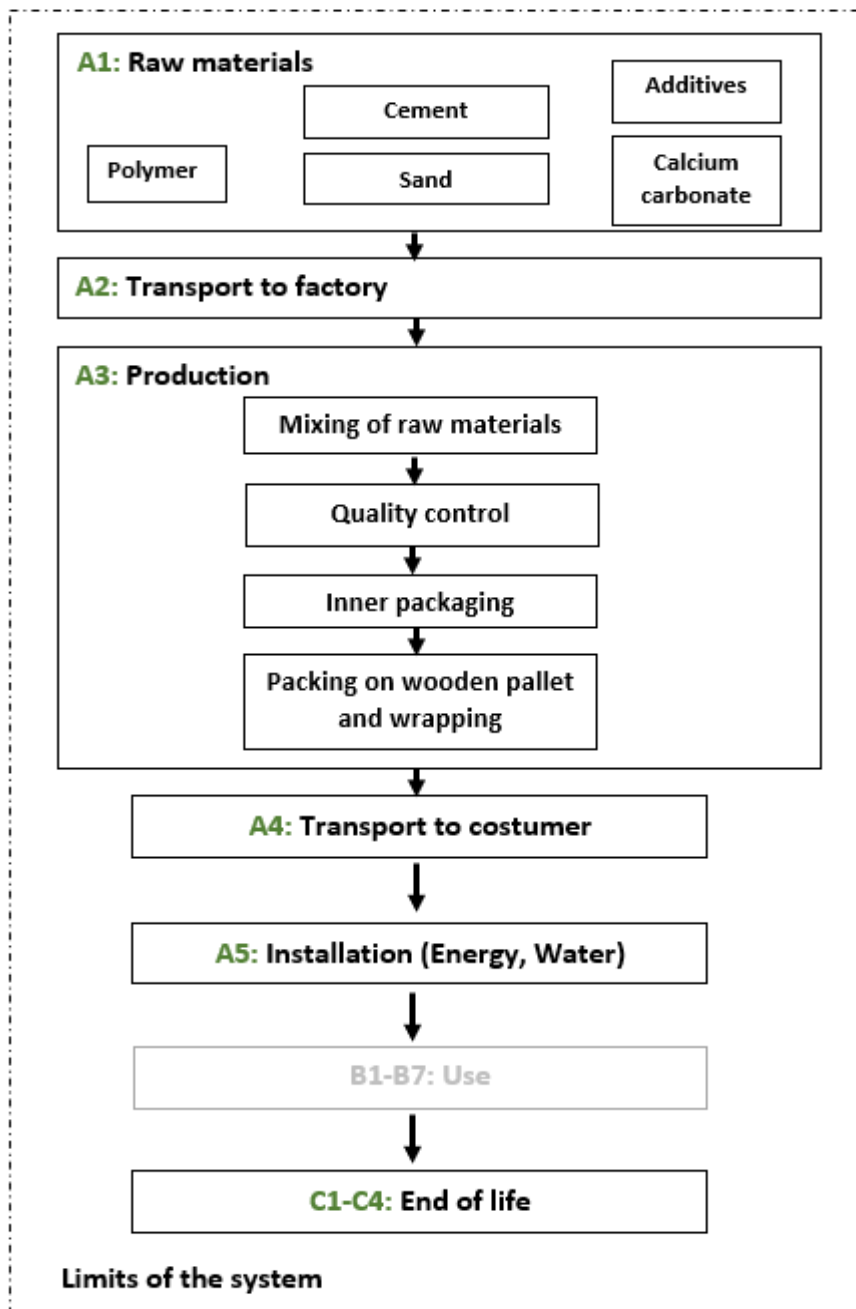 A1: Raw materials
Polymer
Cement
Sand
Additives
Calcium
carbonate
A2: Transport to factory
A3: Production
Mixing of raw materials
Quality control
Inner packaging
Packing on wooden pallet
and wrapping
A4: Transport to costumer
A5: Installation (Energy, Water)
B1-B7: Use
C1-C4: End of life
Limits of the system